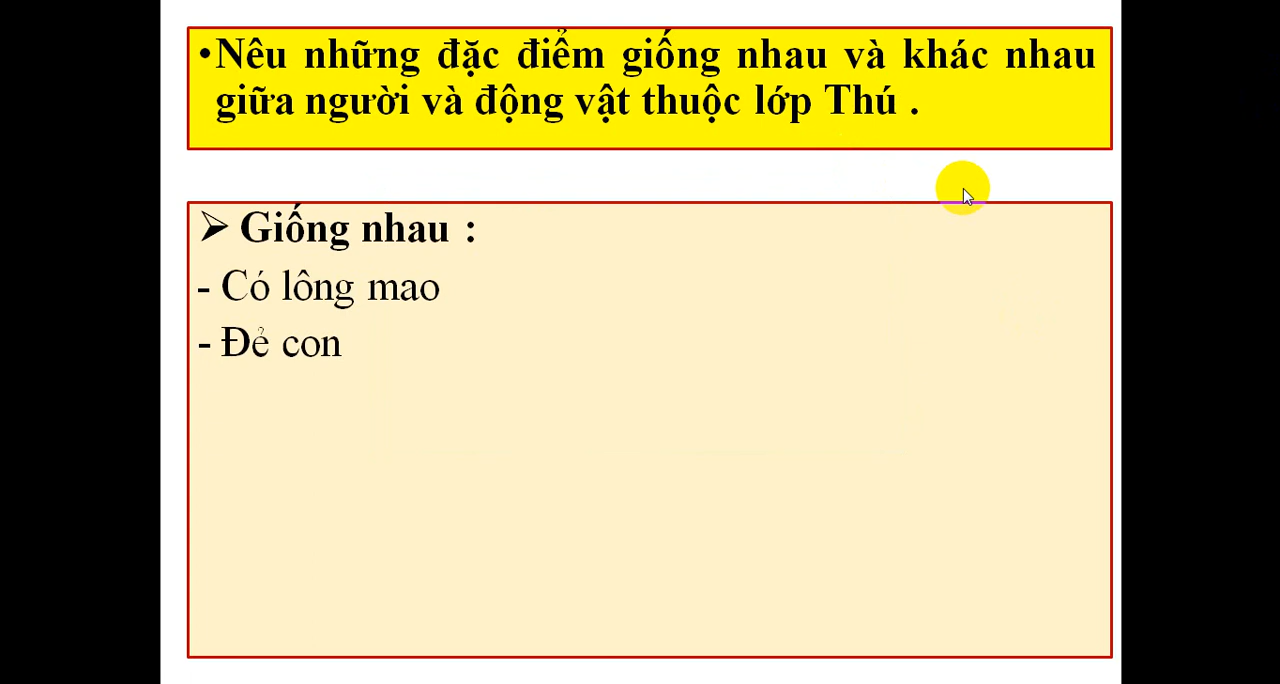 •Nêu những đặc điểm giống nhau và khác nhau
giữa người và động vật thuộc lớp Thú .
➢ Giống nhau :
- Có lông mao
- Đẻ con